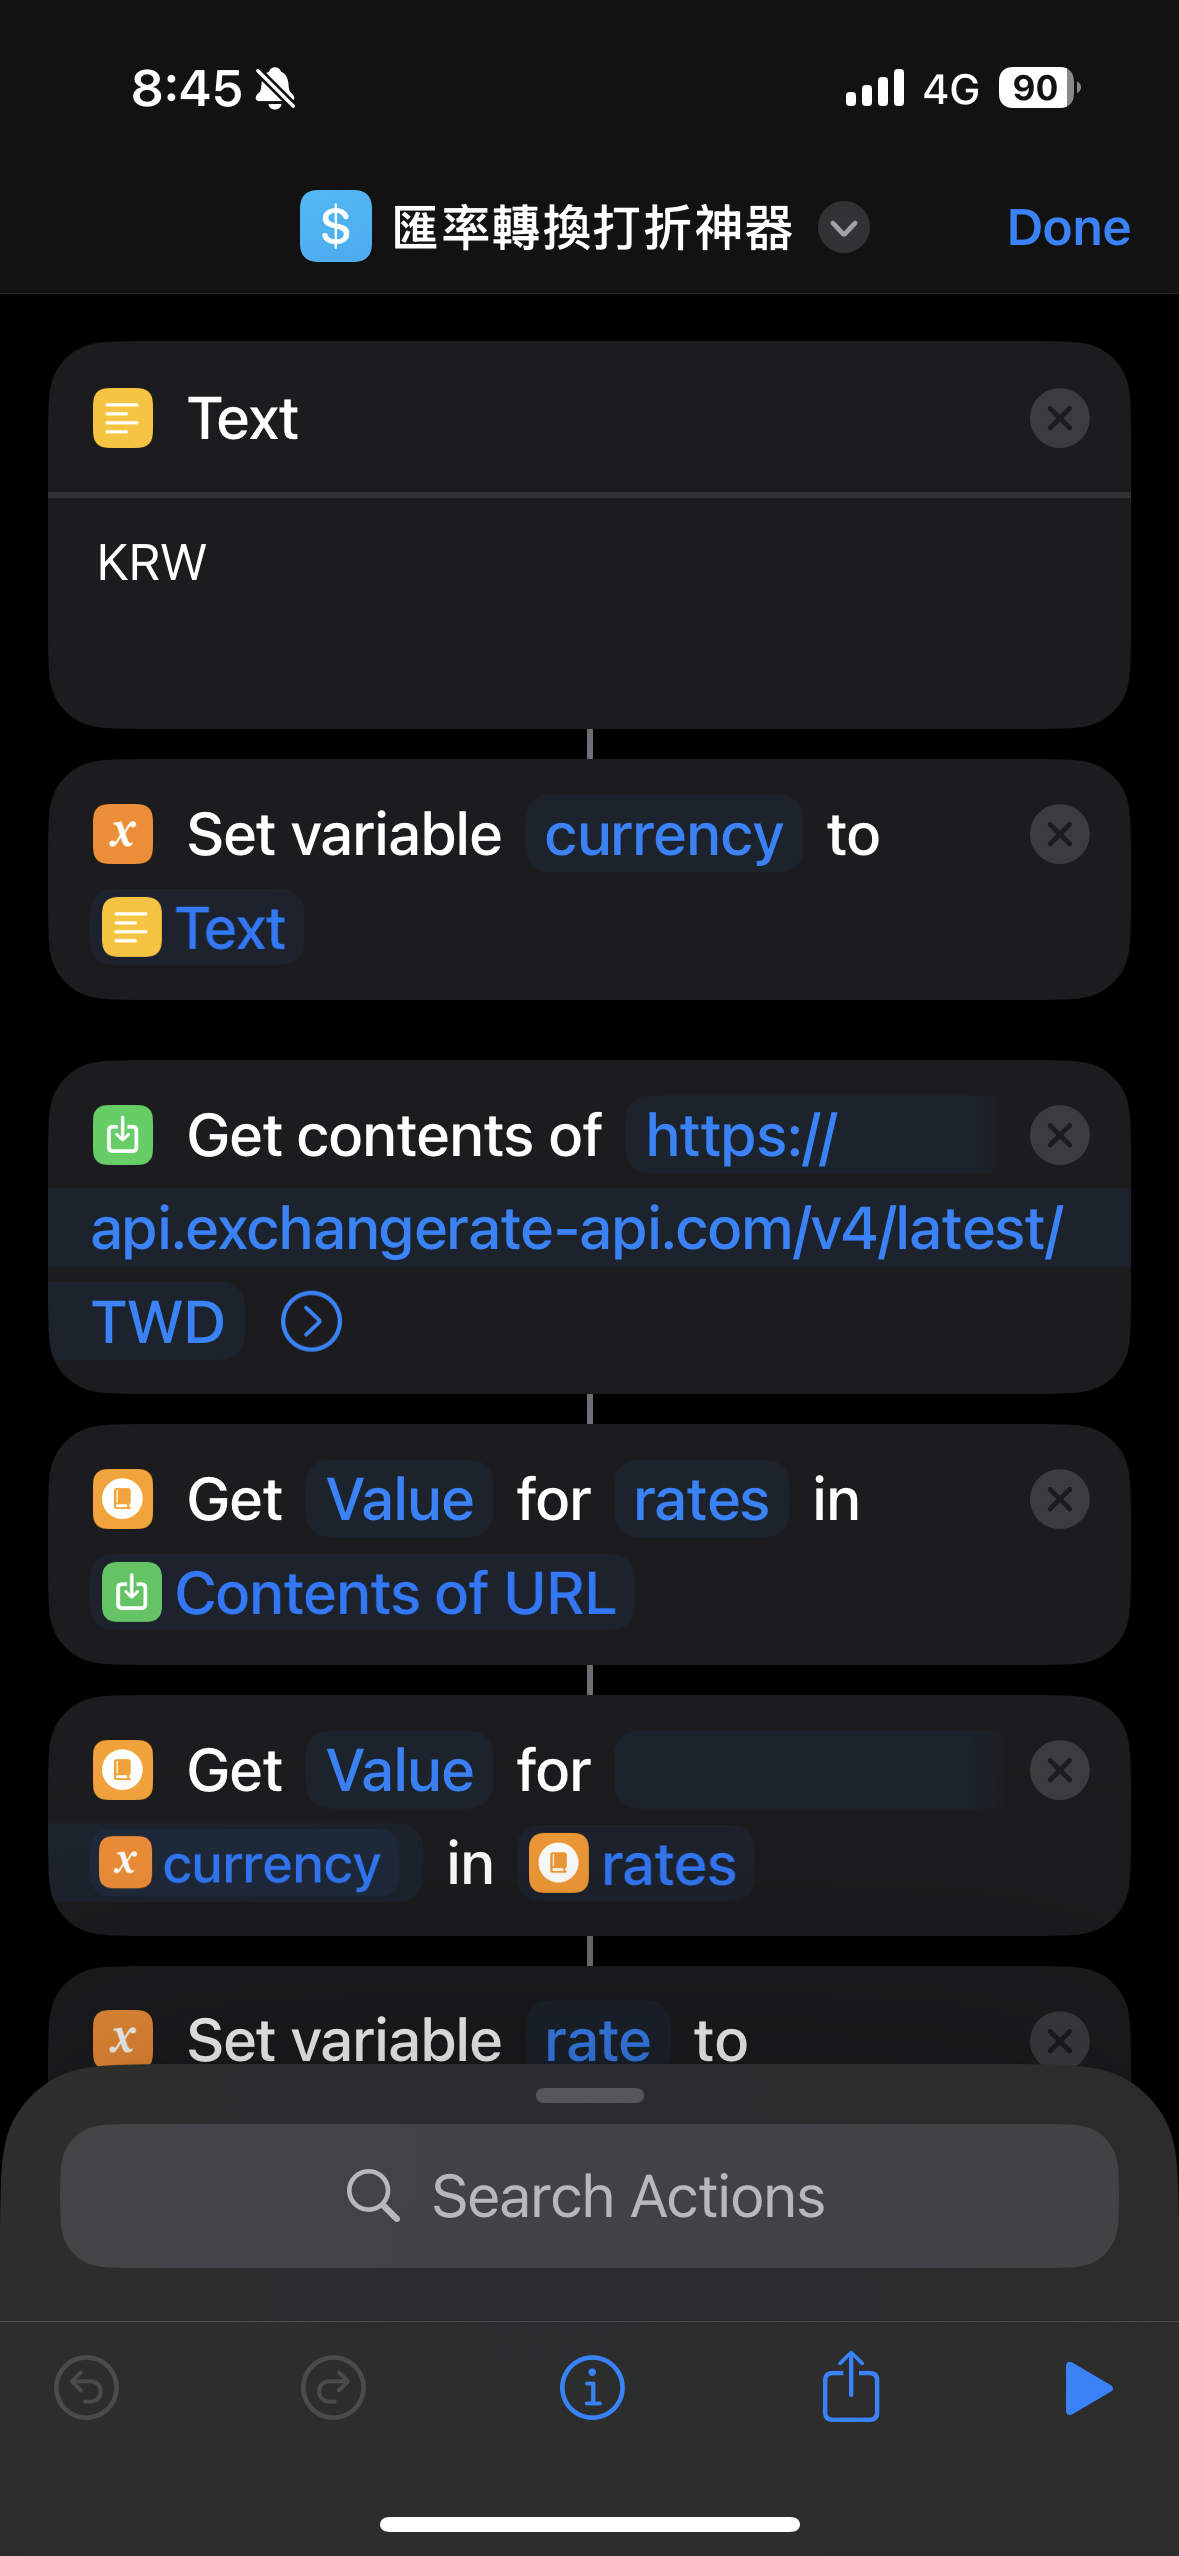 8:45 4G 90
$ 匯率轉換打折神器 Done
Text
KRW
Set variable currency to
Text
Get contents of https://
api.exchangerate-api.com/v4/latest/
TWD
Get Value for rates in
Contents of URL
Get Value for
currency in rates
Set variable rate to
Search Actions